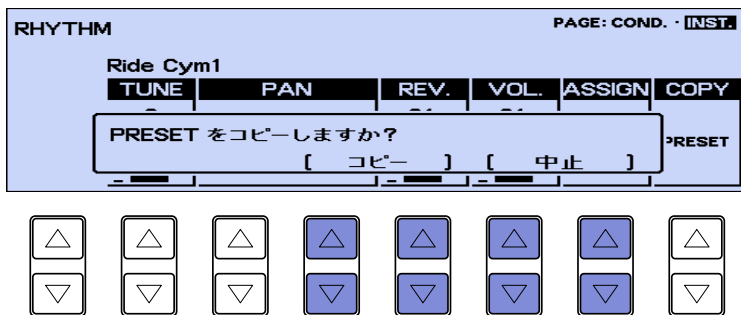 RHYTHM
PAGE: COND. · INST.
Ride Cym1
TUNE PAN REV. VOL. ASSIGN COPY
PRESET をコピーしますか?
PRESET
[ コピー ] [ 中止 ]